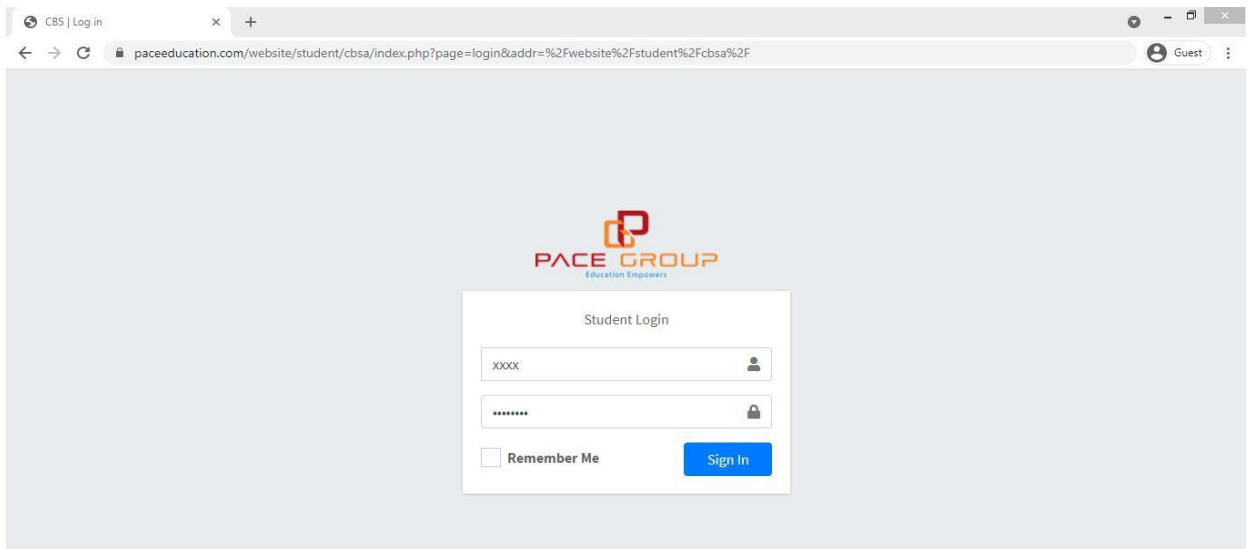 CBS | Log in
paceeducation.com/website/student/cbsa/index.php?page=login&addr=%2Fwebsite%2Fstudent%2Fcbsa%2F
Guest
PACE GROUP
Education Empowers
Student Login
xxxx
••••••••
Remember Me
Sign In